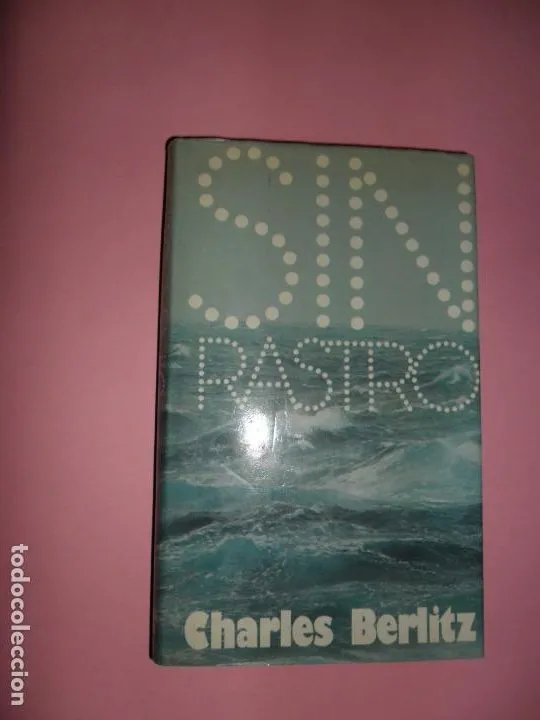 SIN
RASTRO
Charles Berlitz
todocoleccion